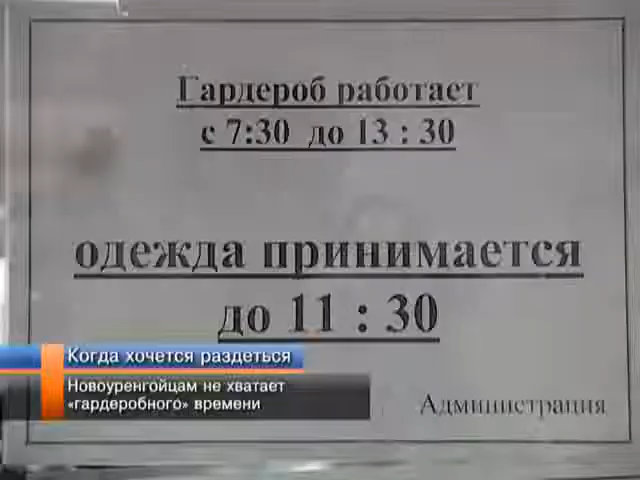 Гардероб работает
с 7:30 до 13 : 30
одежда принимается
до 11 : 30
Когда хочется раздеться
Новоуренгойцам не хватает
«гардеробного» времени
Администрация